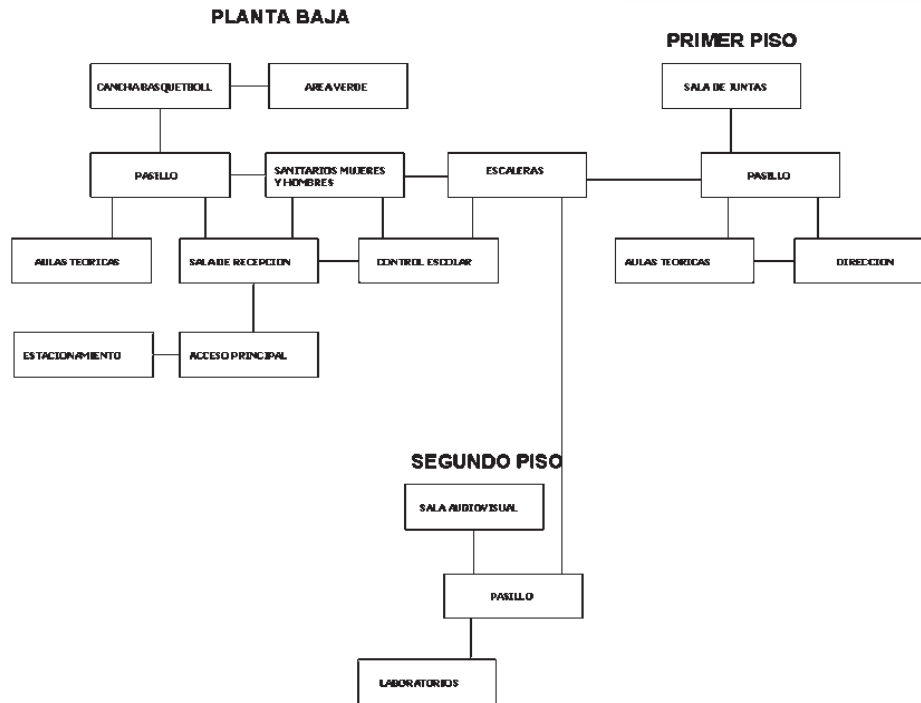 PLANTA BAJA
CANCHA BASQUETBOLL
AREA VERDE
PASILLO
SANITARIOS MUJERES
Y HOMBRES
ESCALERAS
AULAS TEORICAS
SALA DE RECEPCION
CONTROL ESCOLAR
ESTACIONAMIENTO
ACCESO PRINCIPAL
PRIMER PISO
SALA DE JUNTAS
PASILLO
AULAS TEORICAS
DIRECCION
SEGUNDO PISO
SALA AUDIOVISUAL
PASILLO
LABORATORIOS